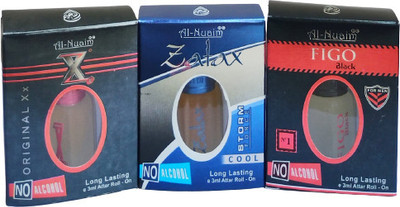 Al-Nuaim
X
ORIGINAL Xx
NO ALCOHOL
Long Lasting
e 3ml Attar Roll - On
Al-Nuaim
Zalax
STORM
COOL
NO ALCOHOL
Long Lasting
e 3ml Attar Roll - On
Al-Nuaim
FIGO
Black
FOR MEN
Nº1
NO ALCOHOL
Long Lasting
e 3ml Attar Roll - On